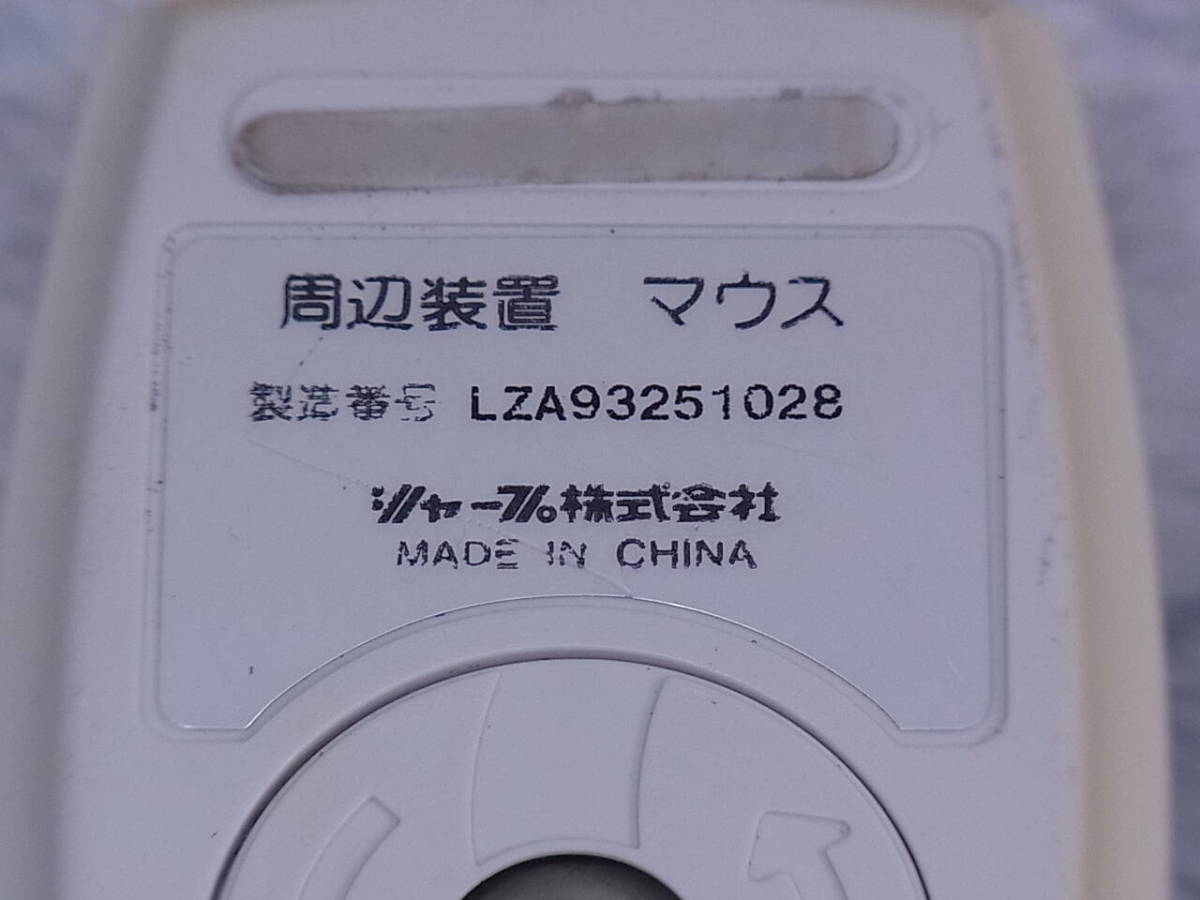 周辺装置 マウス
製造番号 LZA93251028
シャープ株式会社
MADE IN CHINA